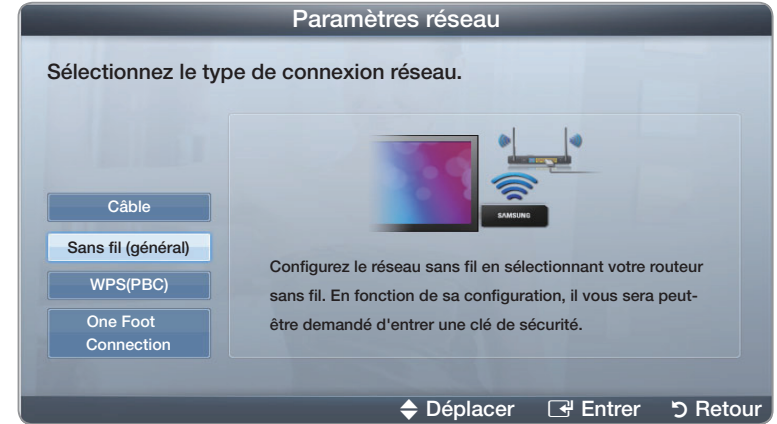 Paramètres réseau
Sélectionnez le type de connexion réseau.
Câble
Sans fil (général)
WPS(PBC)
One Foot
Connection
SAMSUNG
Configurez le réseau sans fil en sélectionnant votre routeur
sans fil. En fonction de sa configuration, il vous sera peut-
être demandé d'entrer une clé de sécurité.
Déplacer Entrer Retour